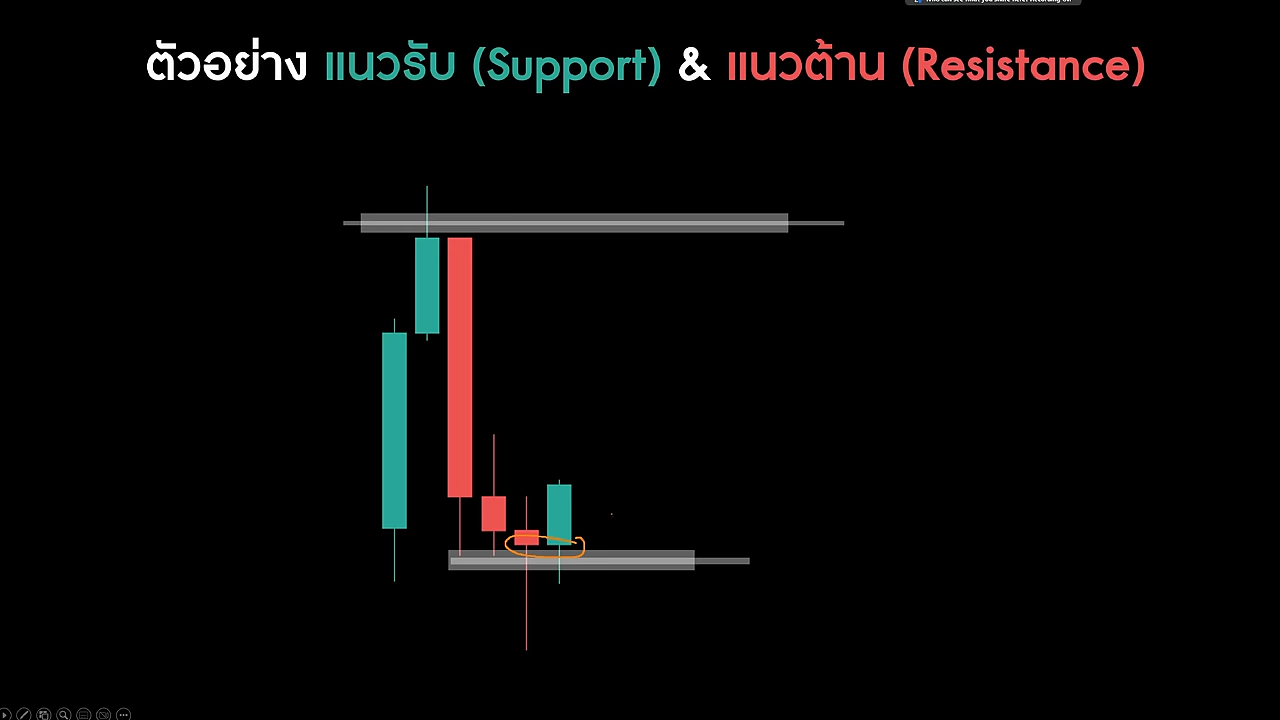 ตัวอย่าง แนวรับ (Support) & แนวต้าน (Resistance)